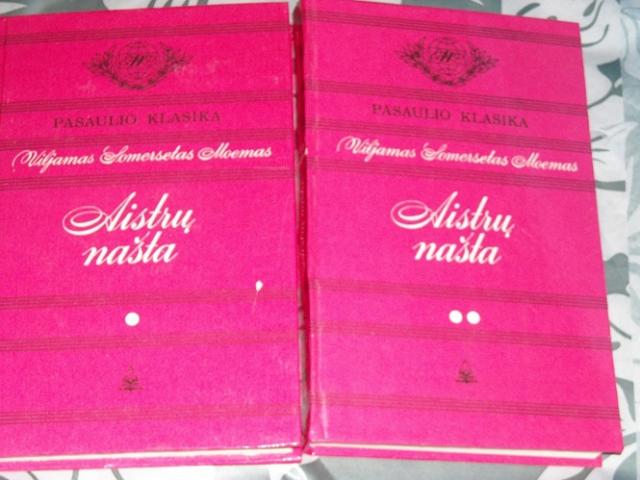 PASAULIO KLASIKA
Viljamas Somersetas Moemas
Aistrų
našta
PASAULIO KLASIKA
Viljamas Somersetas Moemas
Aistrų
našta